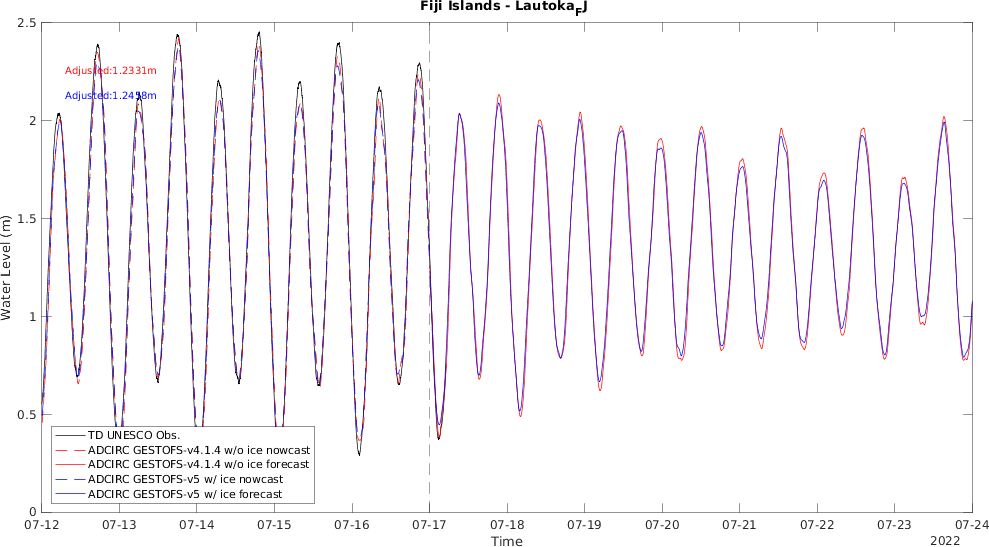 Fiji Islands - Lautoka_FJ
2.5
2
1.5
1
0.5
0
Water Level (m)
Adjusted:1.2331m
Adjusted:1.2458m
TD UNESCO Obs.
ADCIRC GESTOFS-v4.1.4 w/o ice nowcast
ADCIRC GESTOFS-v4.1.4 w/o ice forecast
ADCIRC GESTOFS-v5 w/ ice nowcast
ADCIRC GESTOFS-v5 w/ ice forecast
07-12 07-13 07-14 07-15 07-16 07-17 07-18 07-19 07-20 07-21 07-22 07-23 07-24
Time
2022